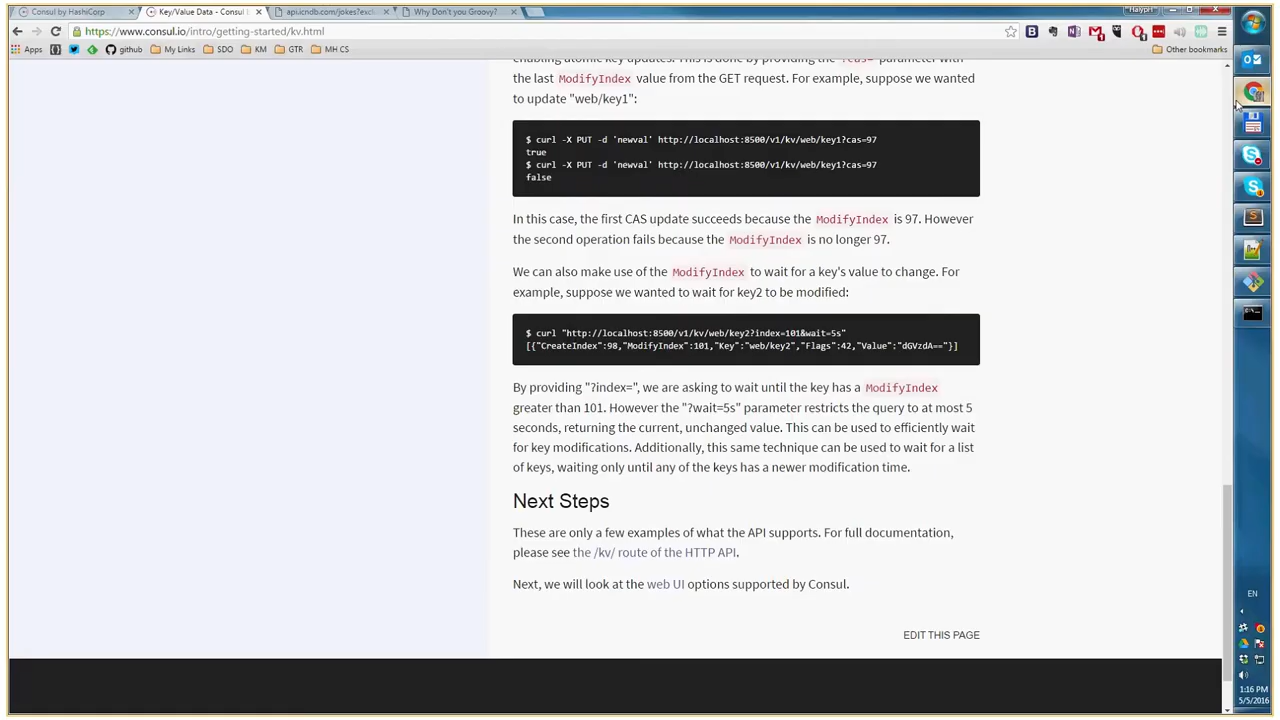 Consul by HashiCorp
Key/Value Data - Consul b
api.icndb.com/jokes?excl
Why Don't you Groovy?
https://www.consul.io/intro/getting-started/kv.html
Apps
github
My Links
SDO
KM
GTR
MH CS
Other bookmarks
enabling atomic key updates. This is done by providing the ?cas= parameter with
the last ModifyIndex value from the GET request. For example, suppose we wanted
to update "web/key1":
$ curl -X PUT -d 'newval' http://localhost:8500/v1/kv/web/key1?cas=97
true
$ curl -X PUT -d 'newval' http://localhost:8500/v1/kv/web/key1?cas=97
false
In this case, the first CAS update succeeds because the ModifyIndex is 97. However
the second operation fails because the ModifyIndex is no longer 97.
We can also make use of the ModifyIndex to wait for a key's value to change. For
example, suppose we wanted to wait for key2 to be modified:
$ curl "http://localhost:8500/v1/kv/web/key2?index=101&wait=5s"
[{"CreateIndex":98,"ModifyIndex":101,"Key":"web/key2","Flags":42,"Value":"dGVzdA=="}]
By providing "?index=", we are asking to wait until the key has a ModifyIndex
greater than 101. However the "?wait=5s" parameter restricts the query to at most 5
seconds, returning the current, unchanged value. This can be used to efficiently wait
for key modifications. Additionally, this same technique can be used to wait for a list
of keys, waiting only until any of the keys has a newer modification time.
Next Steps
These are only a few examples of what the API supports. For full documentation,
please see the /kv/ route of the HTTP API.
Next, we will look at the web UI options supported by Consul.
EDIT THIS PAGE
EN
1:16 PM
5/5/2016